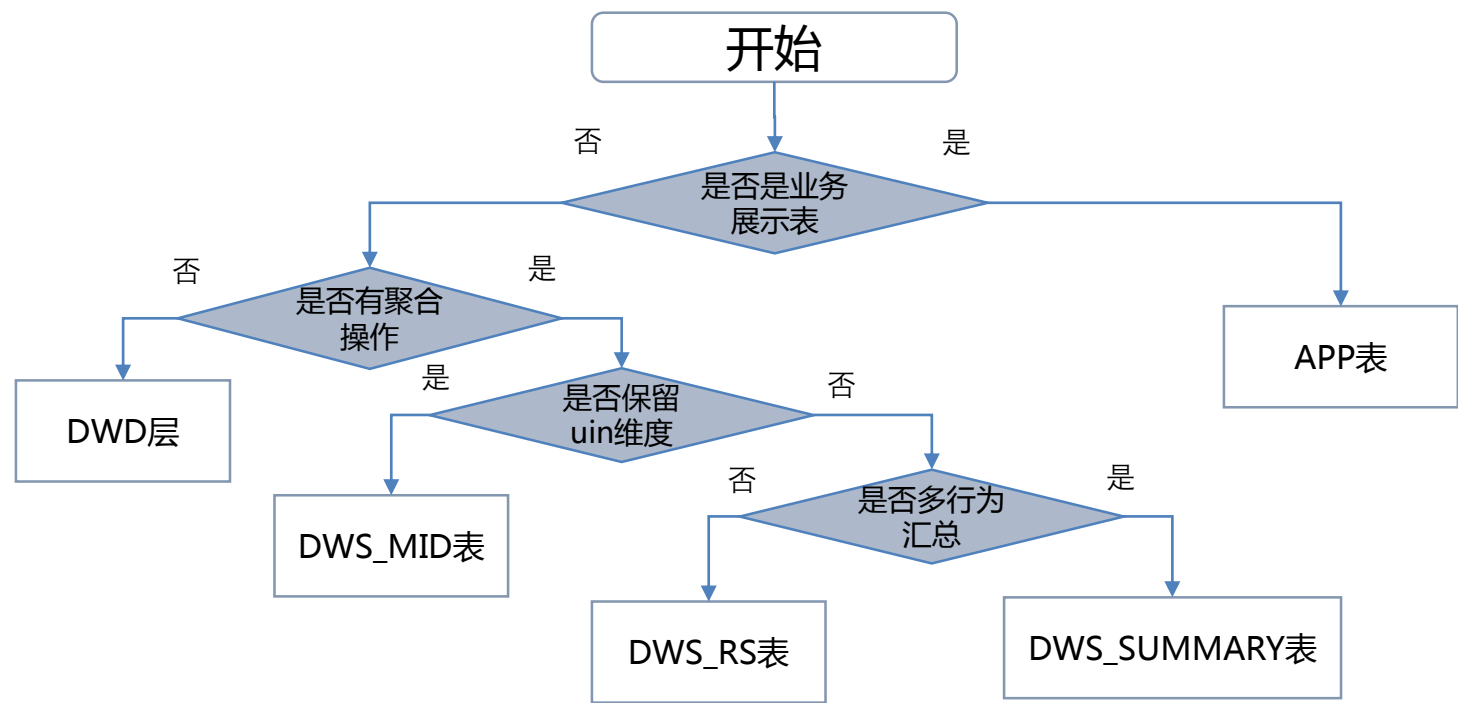 开始
否
是
是否是业务
展示表
否
是
是否有聚合
操作
APP表
DWD层
是
否
是否保留
uin维度
DWS_MID表
否
是
是否多行为
汇总
DWS_RS表
DWS_SUMMARY表